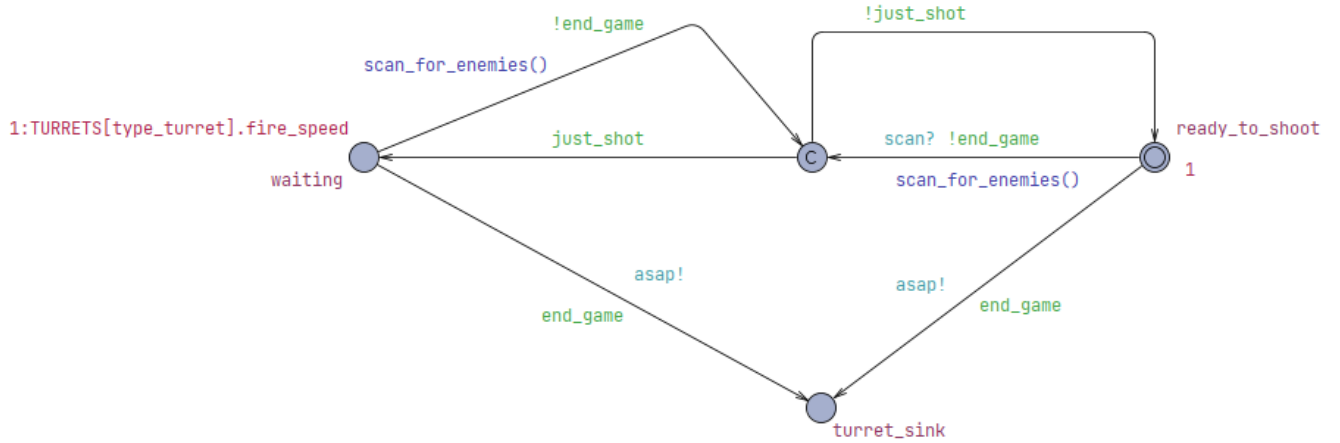 !just_shot
!end_game
scan_for_enemies()
1:TURRETS[type_turret].fire_speed
just_shot
scan? !end_game
ready_to_shoot
C
waiting
scan_for_enemies()
1
asap!
asap!
end_game
end_game
turret_sink